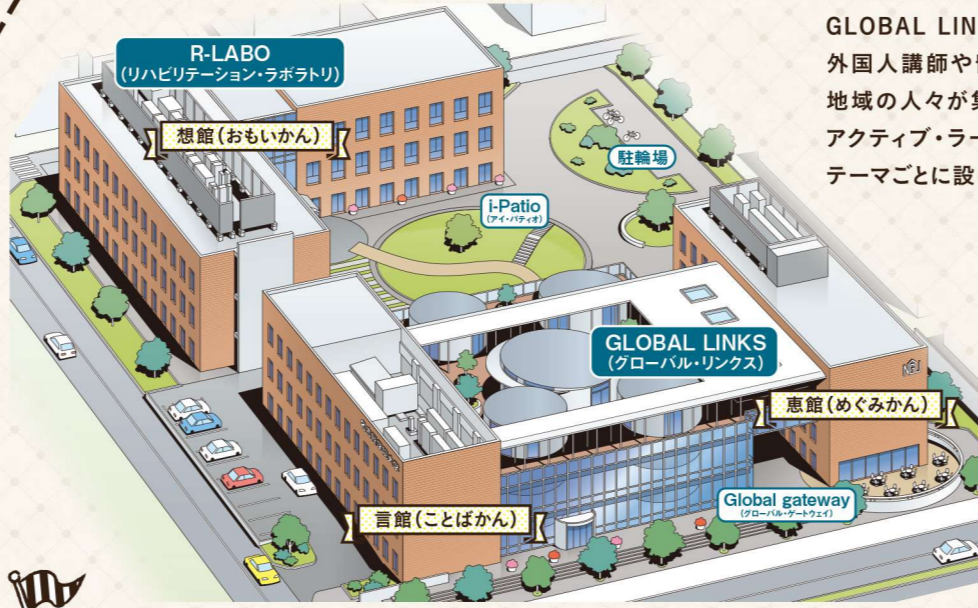 R-LABO
(リハビリテーション・ラボラトリ)
想館(おもいかん)
駐輪場
i-Patio
(アイ・パティオ)
GLOBAL LINKS
(グローバル・リンクス)
恵館(めぐみかん)
Global gateway
(グローバル・ゲートウェイ)
言館(ことばかん)
GLOBAL LIN
外国人講師や
地域の人々が集
アクティブ・ラー
テーマごとに設